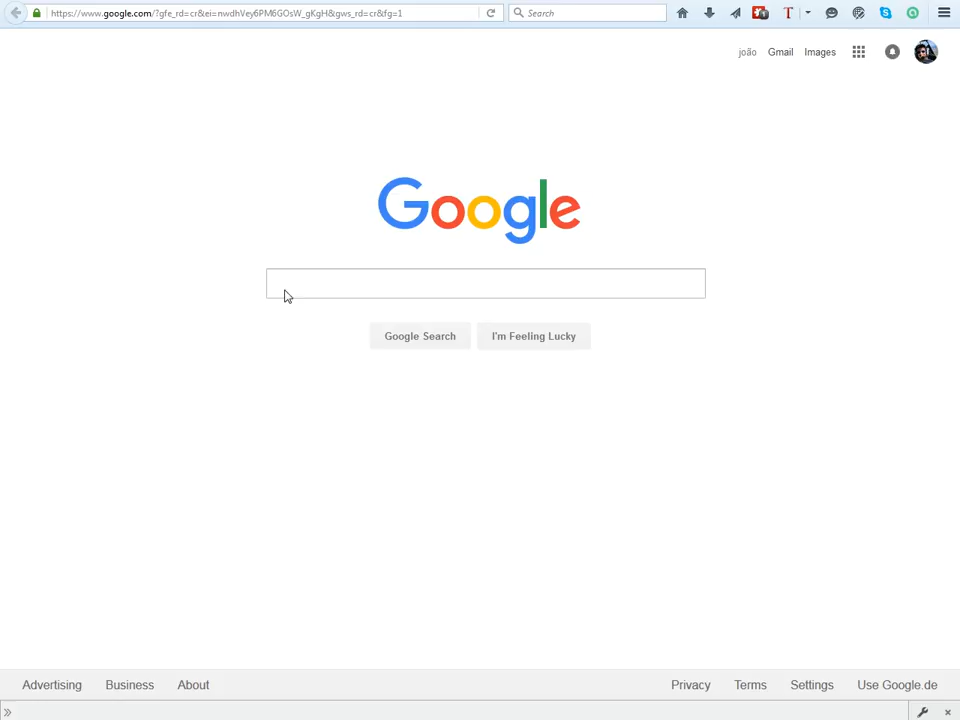 https://www.google.com/?gfe_rd=cr&ei=nwdhVey6PM6GOsW_gKgH&gws_rd=cr&fg=1
Search
joão Gmail Images
Google
Google Search I'm Feeling Lucky
Advertising Business About Privacy Terms Settings Use Google.de